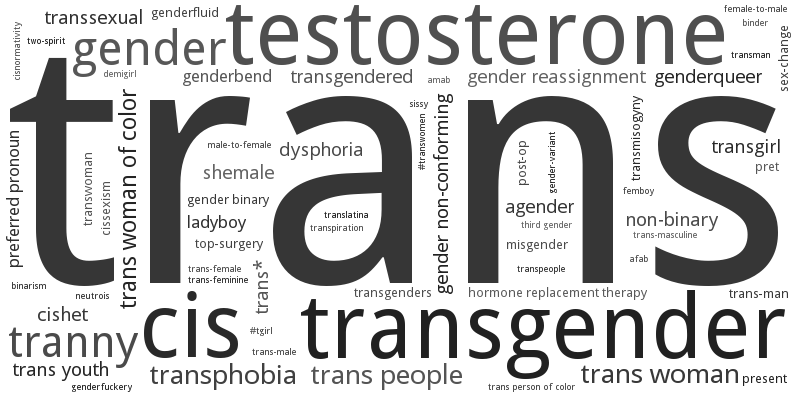 transsexual
genderfluid
testosterone
female-to-male
binder
cisnormativity
two-spirit
gender
demigirl
transman
sex-change
genderbend
transgendered
amab
gender reassignment
genderqueer
trans
preferred pronoun
transwoman
cissexism
trans woman of color
male-to-female
dysphoria
shemale
gender binary
ladyboy
top-surgery
translatina
transpiration
sissy
#transwomen
gender non-conforming
post-op
gender-variant
transmisogyny
transgirl
pret
femboy
agender
third gender
misgender
non-binary
trans-masculine
afab
transpeople
trans-female
trans-feminine
trans*
binarism
neutrois
transgenders
hormone replacement therapy
trans-man
cishet
cis
#tgirl
transgender
tranny
trans-male
trans youth
genderfuckery
transphobia
trans people
trans person of color
trans woman
present